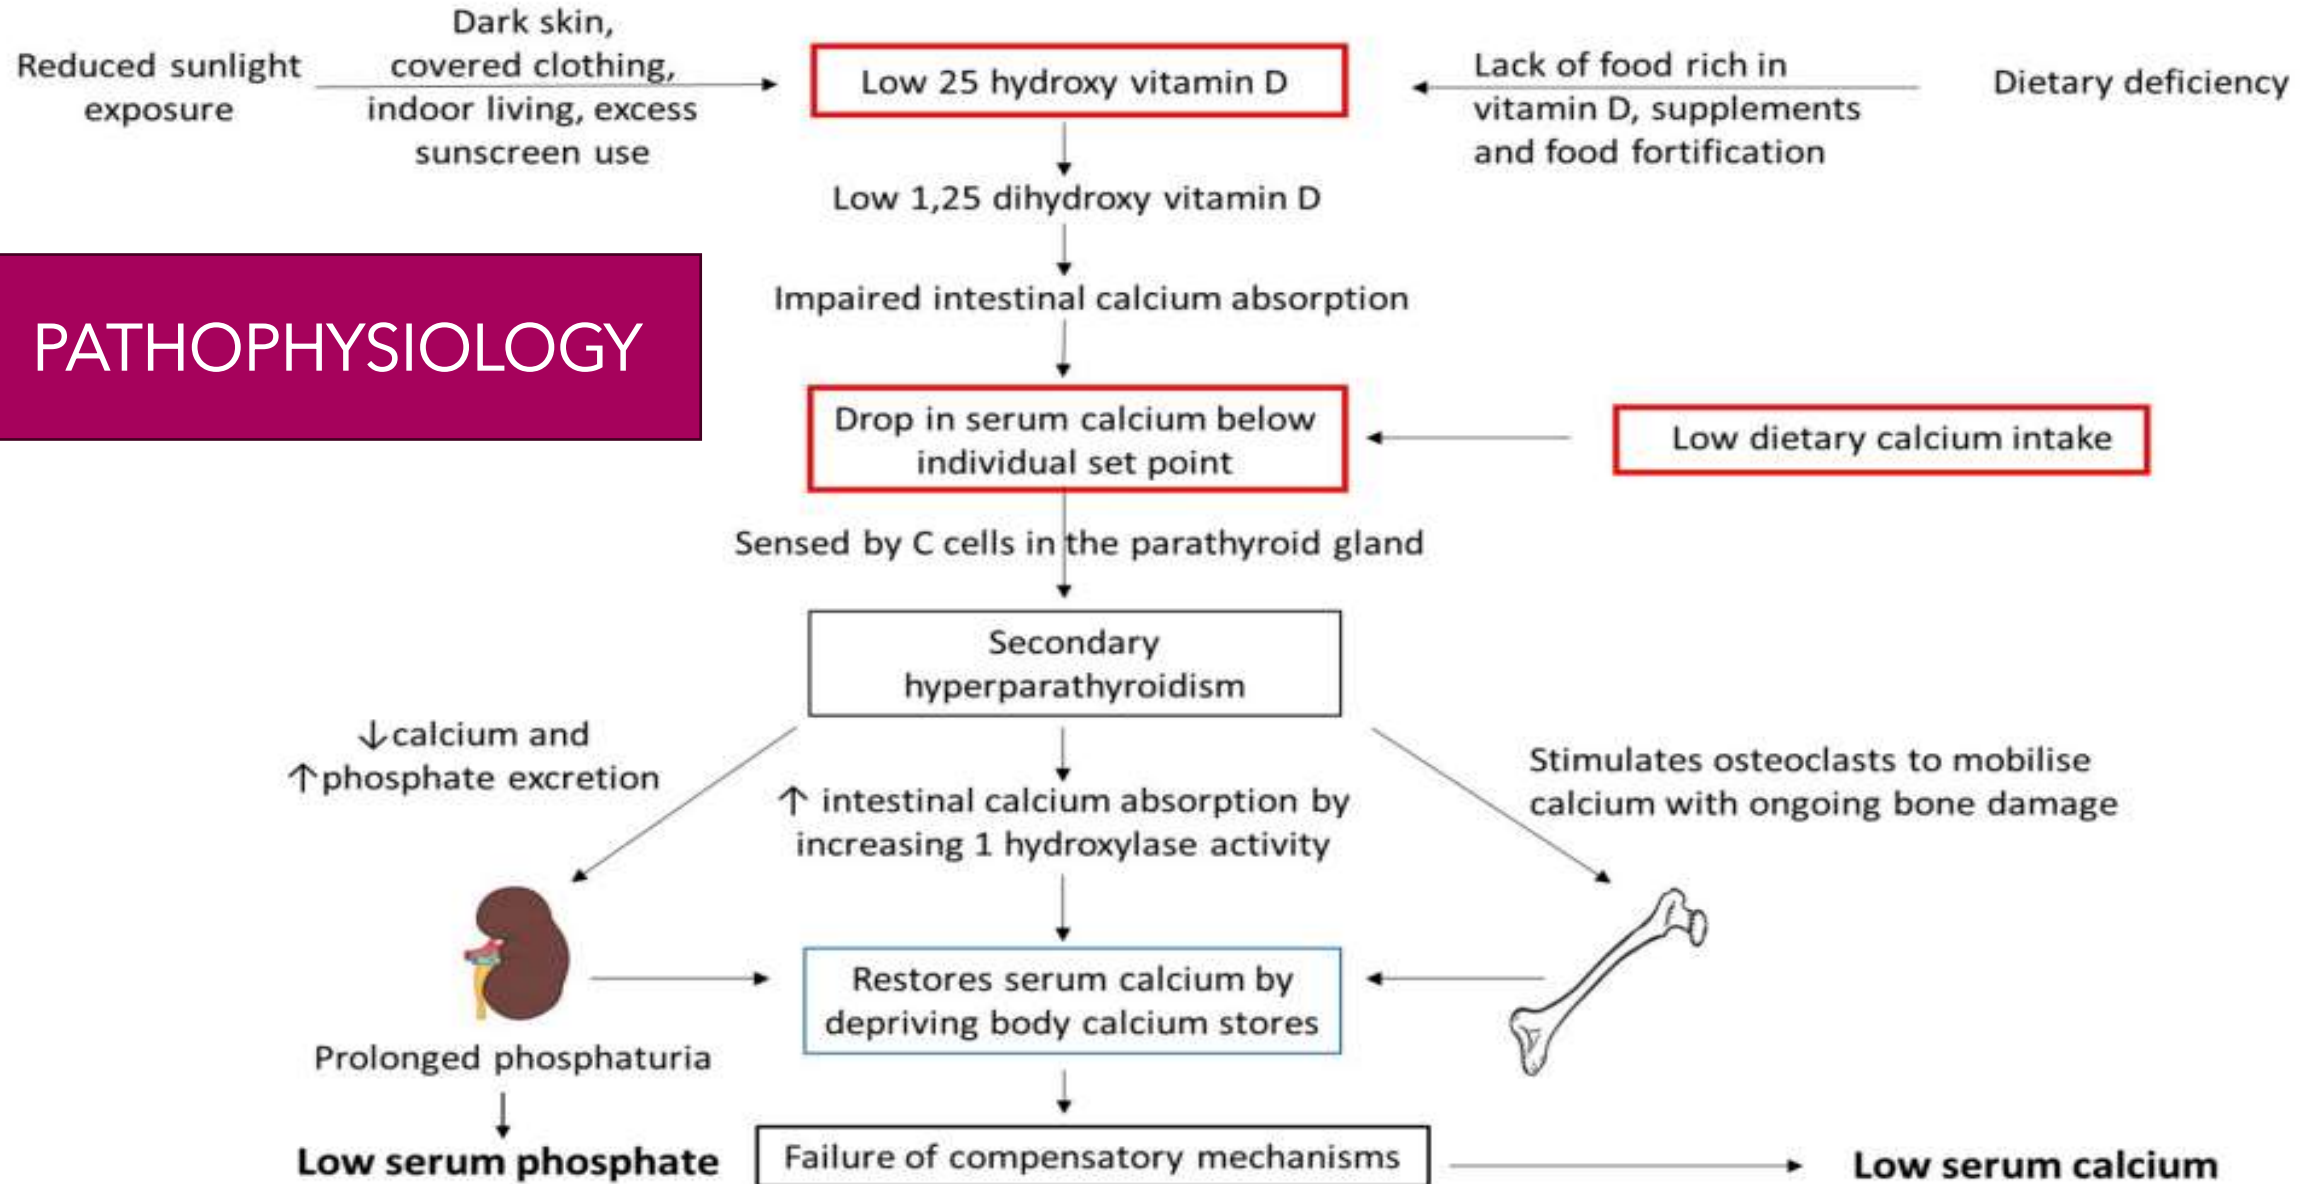 Reduced sunlight
exposure
Dark skin,
covered clothing,
indoor living, excess
sunscreen use
Low 25 hydroxy vitamin D
Lack of food rich in
vitamin D, supplements
and food fortification
Dietary deficiency
Low 1,25 dihydroxy vitamin D
Impaired intestinal calcium absorption
PATHOPHYSIOLOGY
Drop in serum calcium below
individual set point
Low dietary calcium intake
Sensed by C cells in the parathyroid gland
Secondary
hyperparathyroidism
↓calcium and
↑phosphate excretion
↑ intestinal calcium absorption by
increasing 1 hydroxylase activity
Stimulates osteoclasts to mobilise
calcium with ongoing bone damage
Restores serum calcium by
depriving body calcium stores
Prolonged phosphaturia
Low serum phosphate
Failure of compensatory mechanisms
Low serum calcium